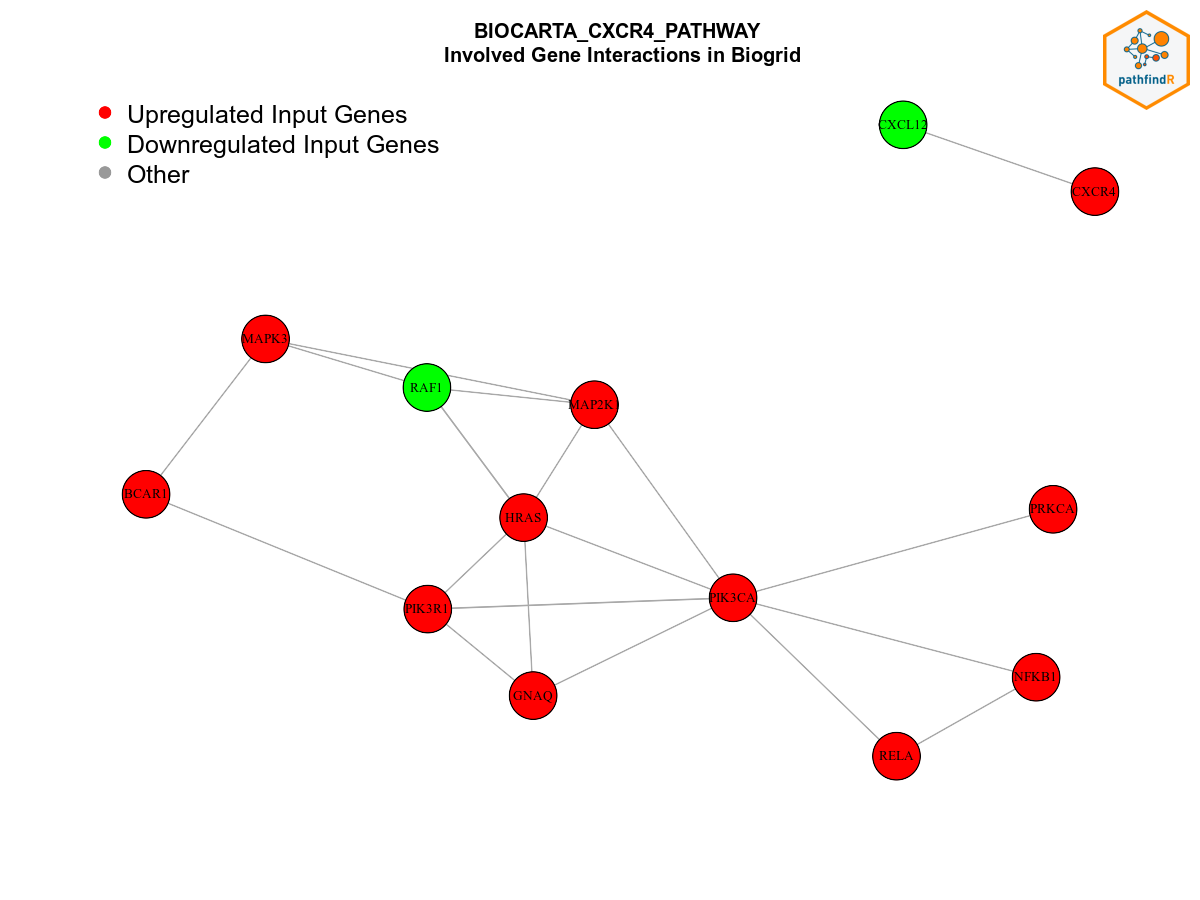 BIOCARTA_CXCR4_PATHWAY
Involved Gene Interactions in Biogrid
pathfindR
Upregulated Input Genes
Downregulated Input Genes
Other
CXCL12
CXCR4
MAPK3
RAF1
MAP2K1
BCAR1
HRAS
PRKCA
PIK3R1
PIK3CA
GNAQ
NFKB1
RELA